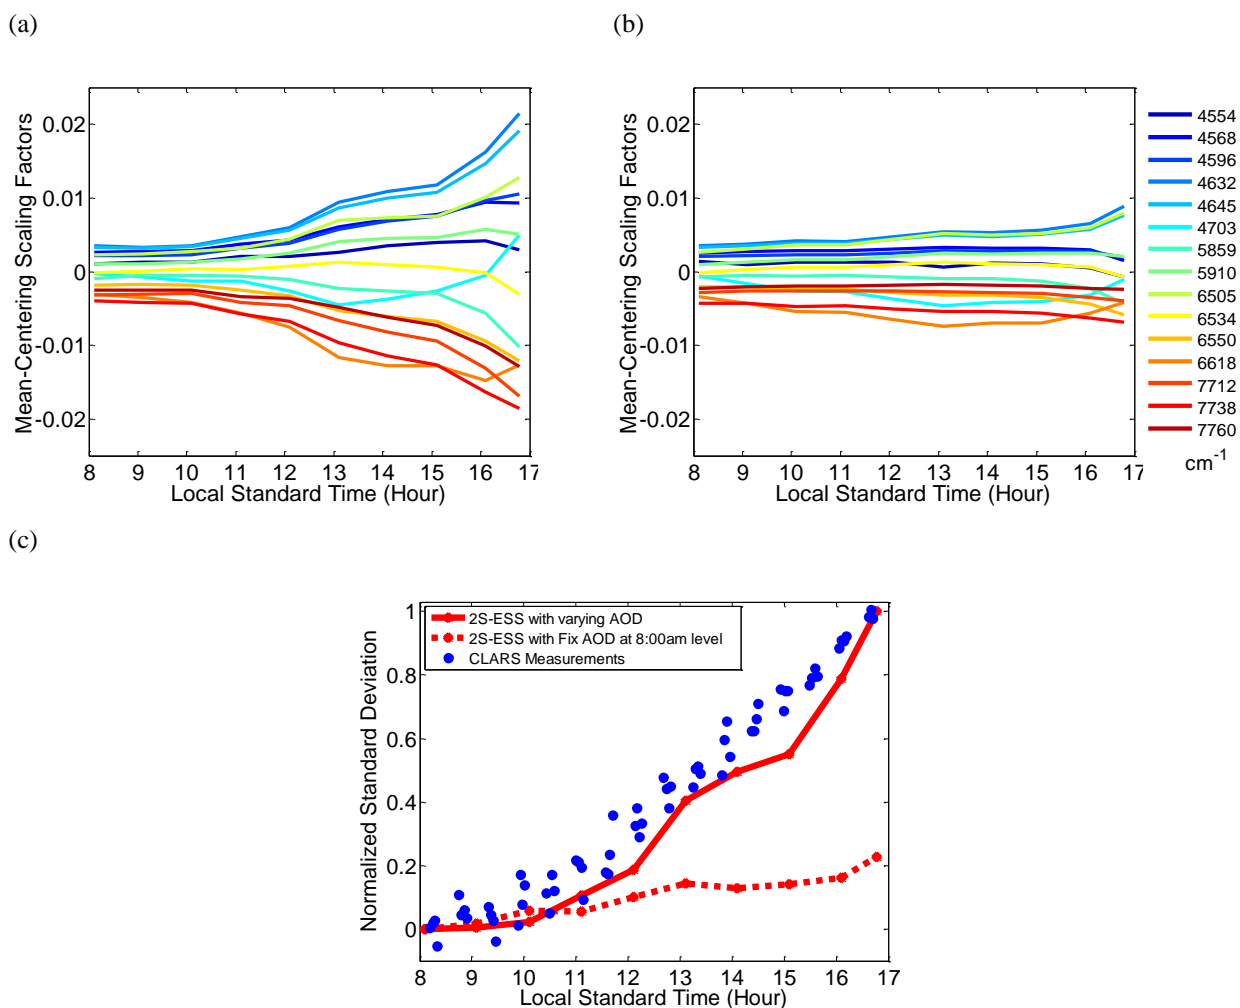 (a)
(b)
0.02
0.01
0
-0.01
-0.02
Mean-Centering Scaling Factors
8 9 10 11 12 13 14 15 16 17
Local Standard Time (Hour)
0.02
0.01
0
-0.01
-0.02
Mean-Centering Scaling Factors
8 9 10 11 12 13 14 15 16 17
Local Standard Time (Hour)
4554
4568
4596
4632
4645
4703
5859
5910
6505
6534
6550
6618
7712
7738
7760
cm-1
(c)
1
0.8
0.6
0.4
0.2
0
Normalized Standard Deviation
2S-ESS with varying AOD
2S-ESS with Fix AOD at 8:00am level
CLARS Measurements
8 9 10 11 12 13 14 15 16 17
Local Standard Time (Hour)